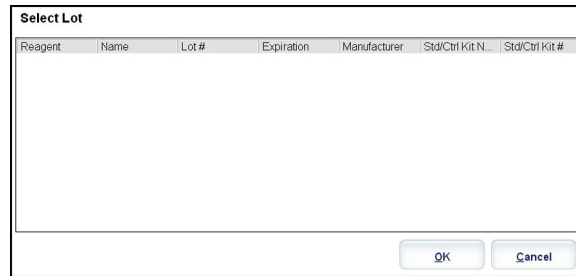 Select Lot
Reagent Name Lot # Expiration Manufacturer Std/Ctrl Kit N... Std/Ctrl Kit #
OK Cancel